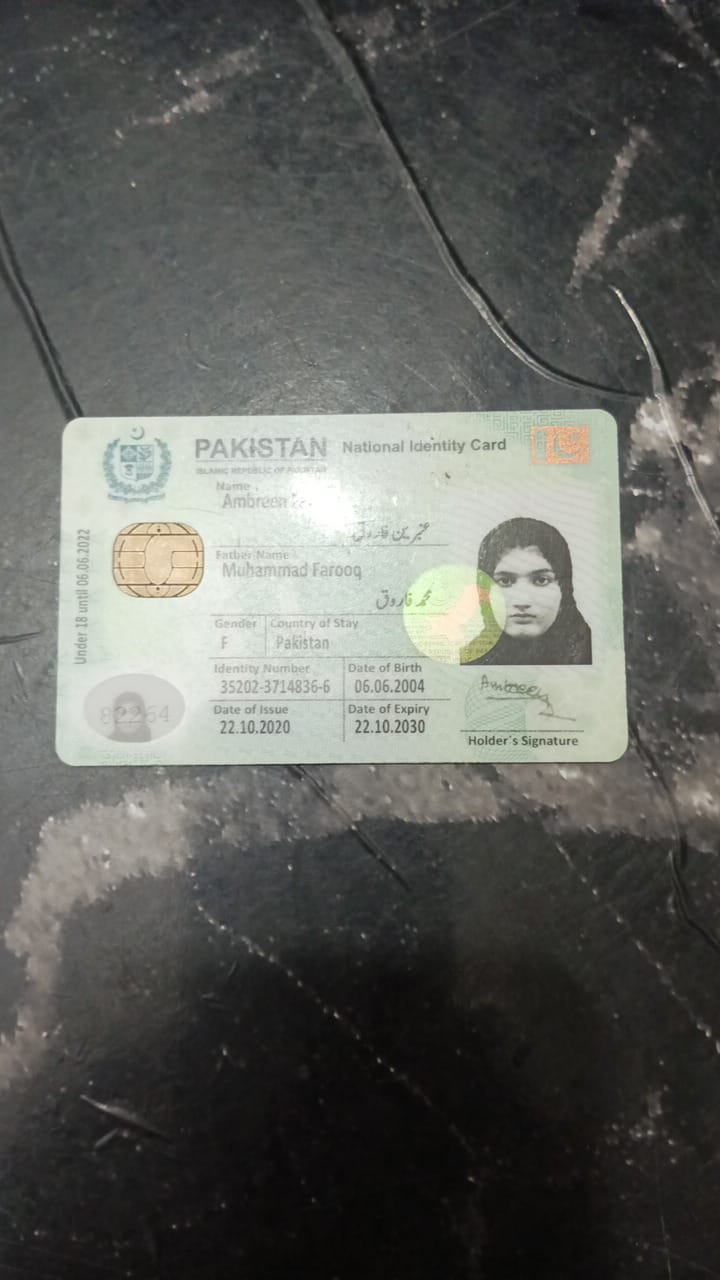 PAKISTAN National Identity Card
ISLAMIC REPUBLIC OF PAKISTAN
Name
Ambreen
عنبرین فاروق
Father Name
Muhammad Farooq
محمد فاروق
Gender Country of Stay
F Pakistan
Identity Number Date of Birth
35202-3714836-6 06.06.2004
Date of Issue Date of Expiry
22.10.2020 22.10.2030
Under 18 until 06.06.2022
82264
Ambreen
Holder's Signature